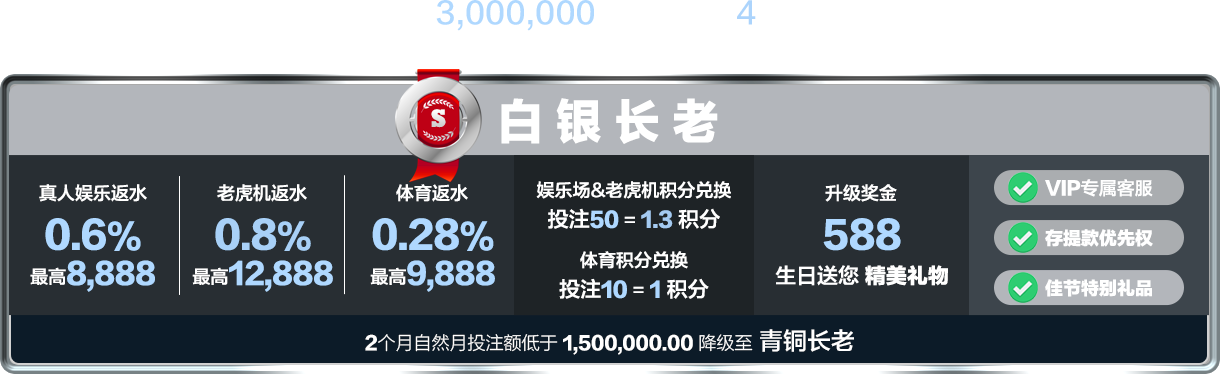 3,000,000 4
S
白银长老
真人娱乐返水
0.6%
最高8,888
老虎机返水
0.8%
最高12,888
体育返水
0.28%
最高9,888
娱乐场&老虎机积分兑换
投注50 = 1.3 积分
体育积分兑换
投注10 = 1 积分
升级奖金
588
生日送您 精美礼物
VIP专属客服
存提款优先权
佳节特别礼品
2个月自然月投注额低于 1,500,000.00 降级至 青铜长老